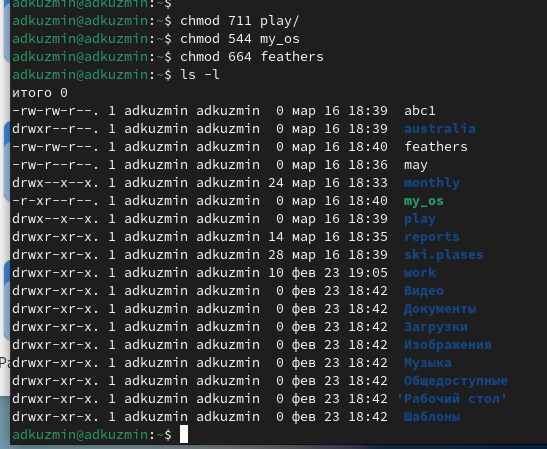 adkuzmin@adkuzmin:~$
adkuzmin@adkuzmin:~$ chmod 711 play/
adkuzmin@adkuzmin:~$ chmod 544 my_os
adkuzmin@adkuzmin:~$ chmod 664 feathers
adkuzmin@adkuzmin:~$ ls -l
итого 0
-rw-rw-r--. 1 adkuzmin adkuzmin 0 мар 16 18:39 abc1
drwxr--r--. 1 adkuzmin adkuzmin 0 мар 16 18:39 australia
-rw-rw-r--. 1 adkuzmin adkuzmin 0 мар 16 18:40 feathers
-rw-r--r--. 1 adkuzmin adkuzmin 0 мар 16 18:36 may
drwx--x--x. 1 adkuzmin adkuzmin 24 мар 16 18:33 monthly
-r-xr--r--. 1 adkuzmin adkuzmin 0 мар 16 18:40 my_os
drwx--x--x. 1 adkuzmin adkuzmin 0 мар 16 18:39 play
drwxr-xr-x. 1 adkuzmin adkuzmin 14 мар 16 18:35 reports
drwxr-xr-x. 1 adkuzmin adkuzmin 28 мар 16 18:39 ski.plases
drwxr-xr-x. 1 adkuzmin adkuzmin 10 фев 23 19:05 work
drwxr-xr-x. 1 adkuzmin adkuzmin 0 фев 23 18:42 Видео
drwxr-xr-x. 1 adkuzmin adkuzmin 0 фев 23 18:42 Документы
drwxr-xr-x. 1 adkuzmin adkuzmin 0 фев 23 18:42 Загрузки
drwxr-xr-x. 1 adkuzmin adkuzmin 0 фев 23 18:42 Изображения
drwxr-xr-x. 1 adkuzmin adkuzmin 0 фев 23 18:42 Музыка
drwxr-xr-x. 1 adkuzmin adkuzmin 0 фев 23 18:42 Общедоступные
drwxr-xr-x. 1 adkuzmin adkuzmin 0 фев 23 18:42 'Рабочий стол'
drwxr-xr-x. 1 adkuzmin adkuzmin 0 фев 23 18:42 Шаблоны
adkuzmin@adkuzmin:~$